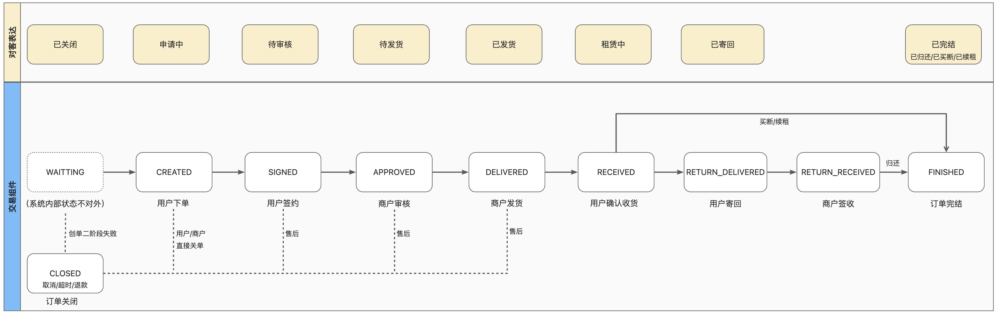 对客表达
已关闭
申请中
待审核
待发货
已发货
租赁中
已寄回
已完结
已归还/已买断/已续租
交易组件
买断/续租
WAITTING
CREATED
SIGNED
APPROVED
DELIVERED
RECEIVED
RETURN_DELIVERED
RETURN_RECEIVED
归还
FINISHED
(系统内部状态不对外)
用户下单
用户签约
商户审核
商户发货
用户确认收货
用户寄回
商户签收
订单完结
创单二阶段失败
用户/商户
直接关单
售后
售后
售后
CLOSED
取消/超时/退款
订单关闭